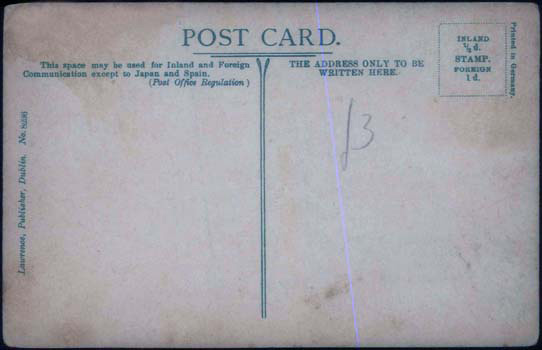 POST CARD.
This space may be used for Inland and Foreign
Communication except to Japan and Spain.
(Post Office Regulation)
THE ADDRESS ONLY TO BE
WRITTEN HERE.
INLAND
½ d.
STAMP.
FOREIGN
1 d.
Printed in Germany.
£3
Lawrence, Publisher, Dublin.